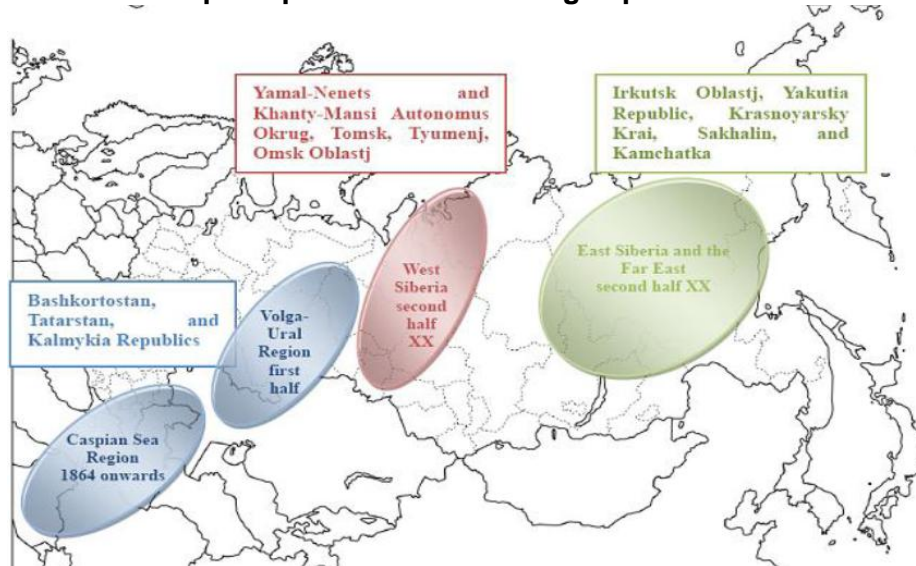 Yamal-Nenets and
Khanty-Mansi Autonomus
Okrug, Tomsk, Tyumenj,
Omsk Oblastj
Irkutsk Oblastj, Yakutia
Republic, Krasnoyarsky
Krai, Sakhalin, and
Kamchatka
East Siberia and the
Far East
second half XX
West
Siberia
second
half
XX
Bashkortostan,
Tatarstan, and
Kalmykia Republics
Volga-
Ural
Region
first
half
Caspian Sea
Region
1864 onwards